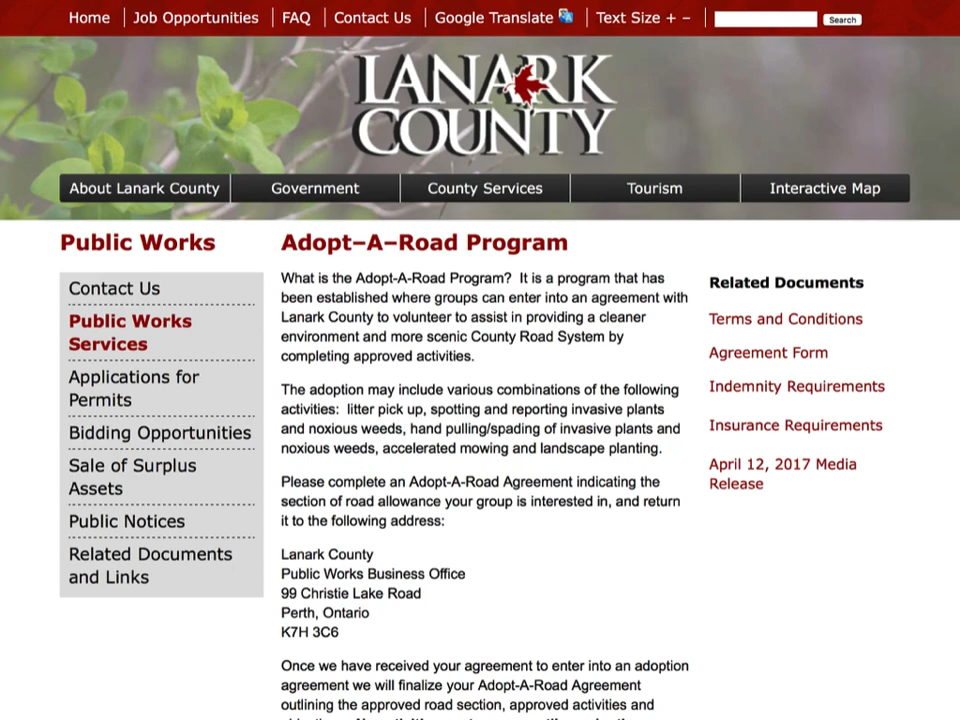 Home | Job Opportunities | FAQ | Contact Us | Google Translate | Text Size + – Search
LANARK
COUNTY
About Lanark County Government County Services Tourism Interactive Map
Public Works
Contact Us
Public Works
Services
Applications for
Permits
Bidding Opportunities
Sale of Surplus
Assets
Public Notices
Related Documents
and Links
Adopt–A–Road Program
What is the Adopt-A-Road Program?  It is a program that has
been established where groups can enter into an agreement with
Lanark County to volunteer to assist in providing a cleaner
environment and more scenic County Road System by
completing approved activities.
The adoption may include various combinations of the following
activities:  litter pick up, spotting and reporting invasive plants
and noxious weeds, hand pulling/spading of invasive plants and
noxious weeds, accelerated mowing and landscape planting.
Please complete an Adopt-A-Road Agreement indicating the
section of road allowance your group is interested in, and return
it to the following address:
Lanark County
Public Works Business Office
99 Christie Lake Road
Perth, Ontario
K7H 3C6
Once we have received your agreement to enter into an adoption
agreement we will finalize your Adopt-A-Road Agreement
outlining the approved road section, approved activities and
Related Documents
Terms and Conditions
Agreement Form
Indemnity Requirements
Insurance Requirements
April 12, 2017 Media
Release